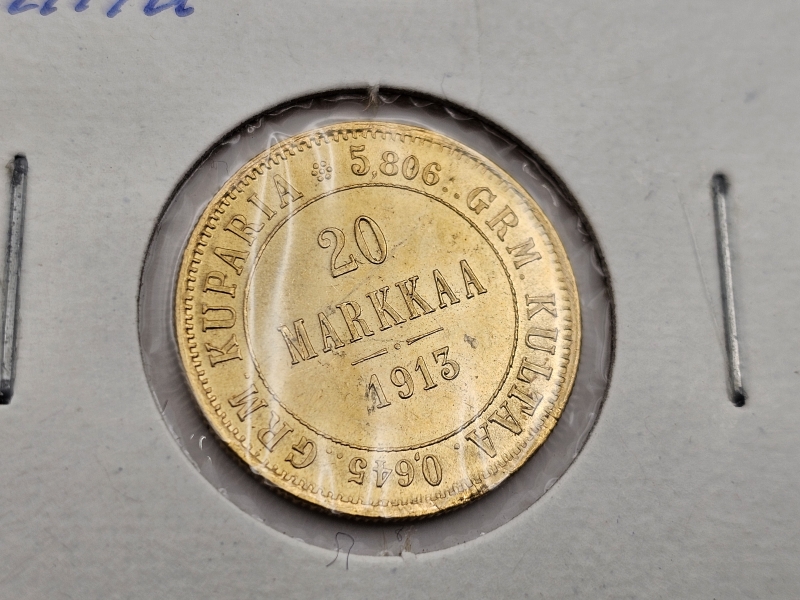 20
MARKKAA
1913
5,806. GRM. KULTAA. 0,645. GRM KUPARIA